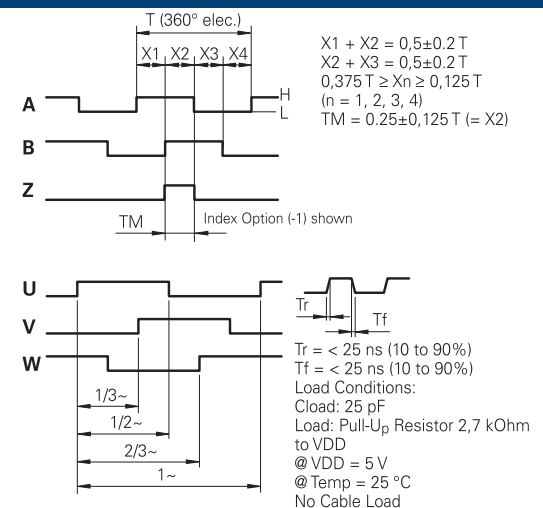 T (360° elec.)
X1 X2 X3 X4
A
H
L
B
Z
TM
Index Option (-1) shown
X1 + X2 = 0,5±0.2 T
X2 + X3 = 0,5±0.2 T
0,375 T ≥ Xn ≥ 0,125 T
(n = 1, 2, 3, 4)
TM = 0.25±0,125 T (= X2)
U
V
W
1/3~
1/2~
2/3~
1~
Tr
Tf
Tr = < 25 ns (10 to 90%)
Tf = < 25 ns (10 to 90%)
Load Conditions:
Cload: 25 pF
Load: Pull-Up Resistor 2,7 kOhm
to VDD
@ VDD = 5 V
@ Temp = 25 °C
No Cable Load